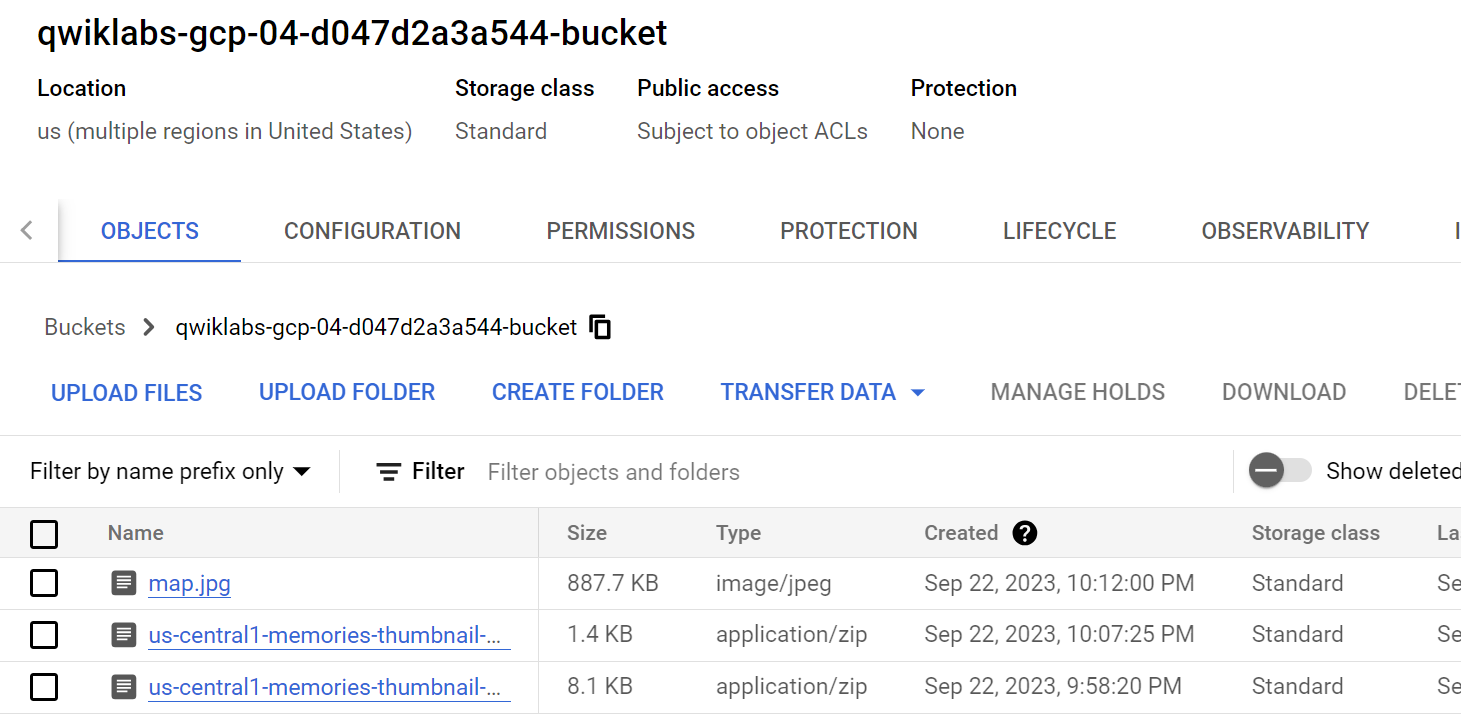 qwiklabs-gcp-04-d047d2a3a544-bucket
Location Storage class Public access Protection
us (multiple regions in United States) Standard Subject to object ACLs None
OBJECTS CONFIGURATION PERMISSIONS PROTECTION LIFECYCLE OBSERVABILITY
Buckets qwiklabs-gcp-04-d047d2a3a544-bucket
UPLOAD FILES UPLOAD FOLDER CREATE FOLDER TRANSFER DATA MANAGE HOLDS DOWNLOAD DELET
Filter by name prefix only Filter Filter objects and folders Show deleted
Name Size Type Created ? Storage class La
map.jpg 887.7 KB image/jpeg Sep 22, 2023, 10:12:00 PM Standard Se
us-central1-memories-thumbnail-... 1.4 KB application/zip Sep 22, 2023, 10:07:25 PM Standard Se
us-central1-memories-thumbnail-... 8.1 KB application/zip Sep 22, 2023, 9:58:20 PM Standard Se